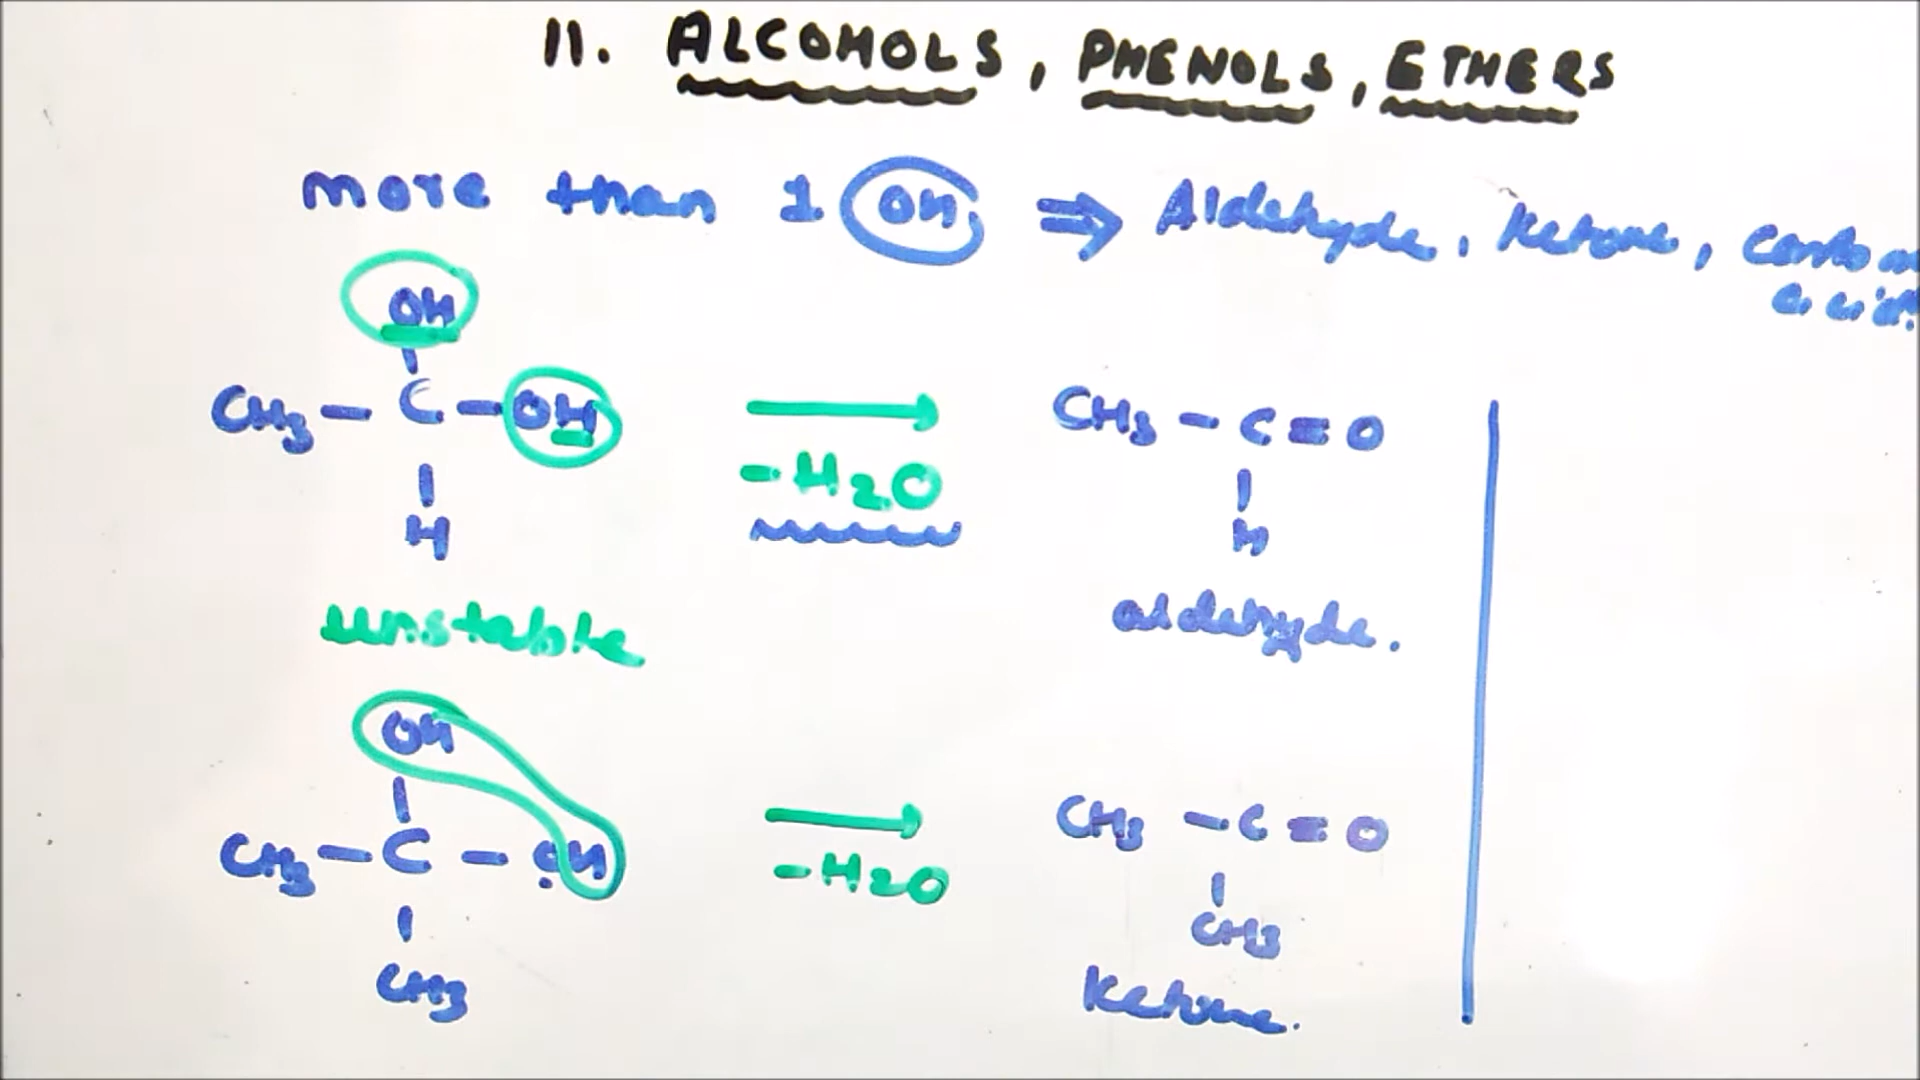 11. ALCOHOLS, PHENOLS, ETHERS
more than 1 OH ⇒ Aldehyde, Ketone,
acid.
OH
CH3 - C - OH → CH3 - C = O
-H2O
H H
unstable aldehyde.
OH
CH3 - C - OH → CH3 - C = O
-H2O
CH3 CH3
Ketone.